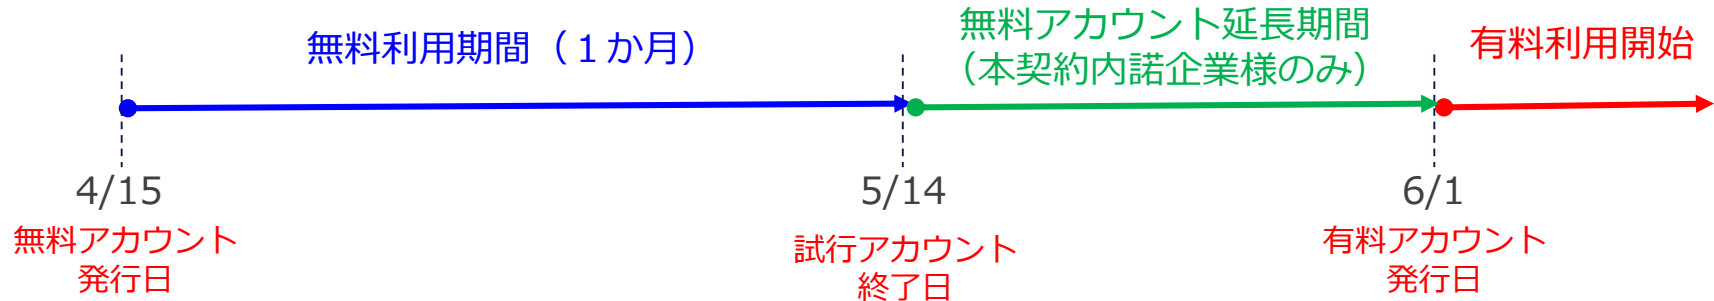 無料利用期間（１か月）
無料アカウント延長期間
（本契約内諾企業様のみ）
有料利用開始
4/15
無料アカウント
発行日
5/14
試行アカウント
終了日
6/1
有料アカウント
発行日